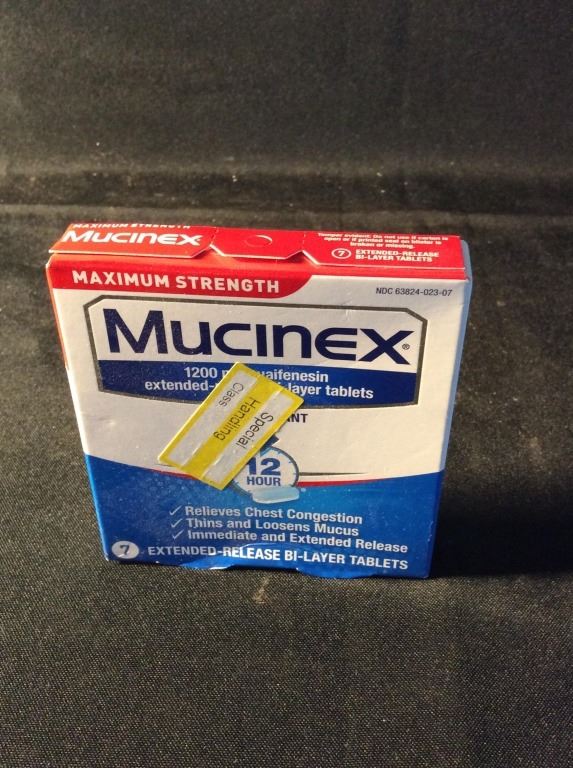 MAXIMUM STRENGTH
Mucinex
Tamper evident: Do not use if carton is
open or if printed seal on blister is
broken or missing.
7 EXTENDED-RELEASE
BI-LAYER TABLETS
MAXIMUM STRENGTH
NDC 63824-023-07
Mucinex®
1200 uaifenesin
extended- layer tablets
Special
Handling
Class
12
HOUR
✓ Relieves Chest Congestion
✓ Thins and Loosens Mucus
✓ Immediate and Extended Release
7 EXTENDED-RELEASE BI-LAYER TABLETS